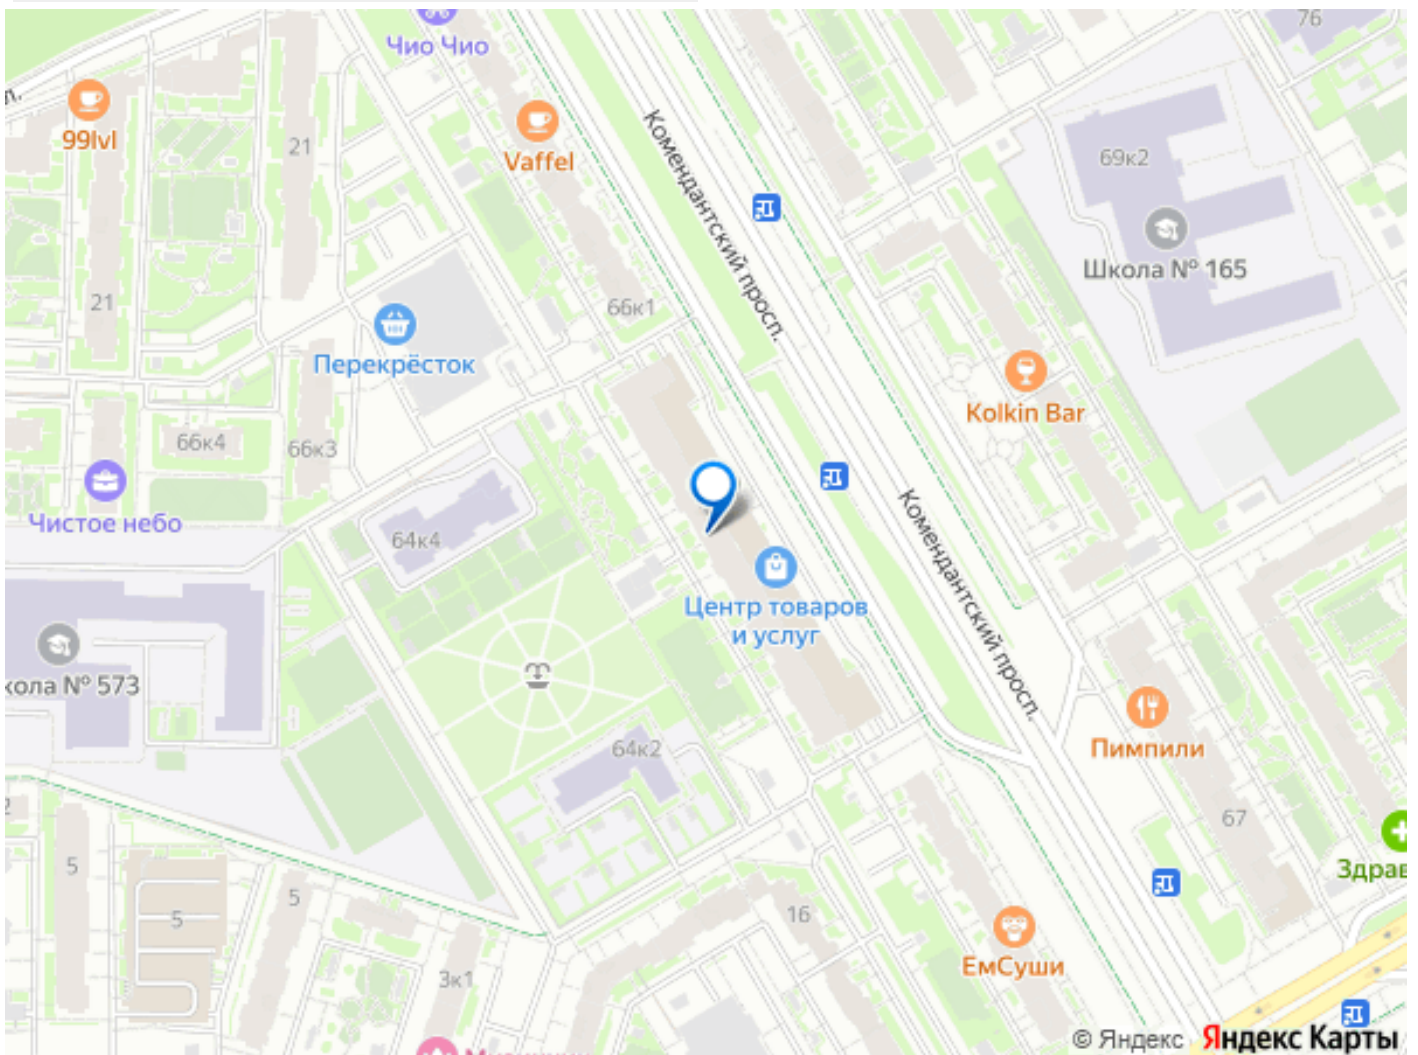 76
Чио Чио
л.
99lvl
21
Vaffel
Комендантский просп.
69к2
Школа № 165
21
66к1
Перекрёсток
Kolkin Bar
66к4
66к3
Чистое небо
64к4
Комендантский просп.
Центр товаров
и услуг
кола № 573
64к2
Пимпили
2
67
5
5
5
16
Здрав
ЕмСуши
3к1
© Яндекс Яндекс Карты